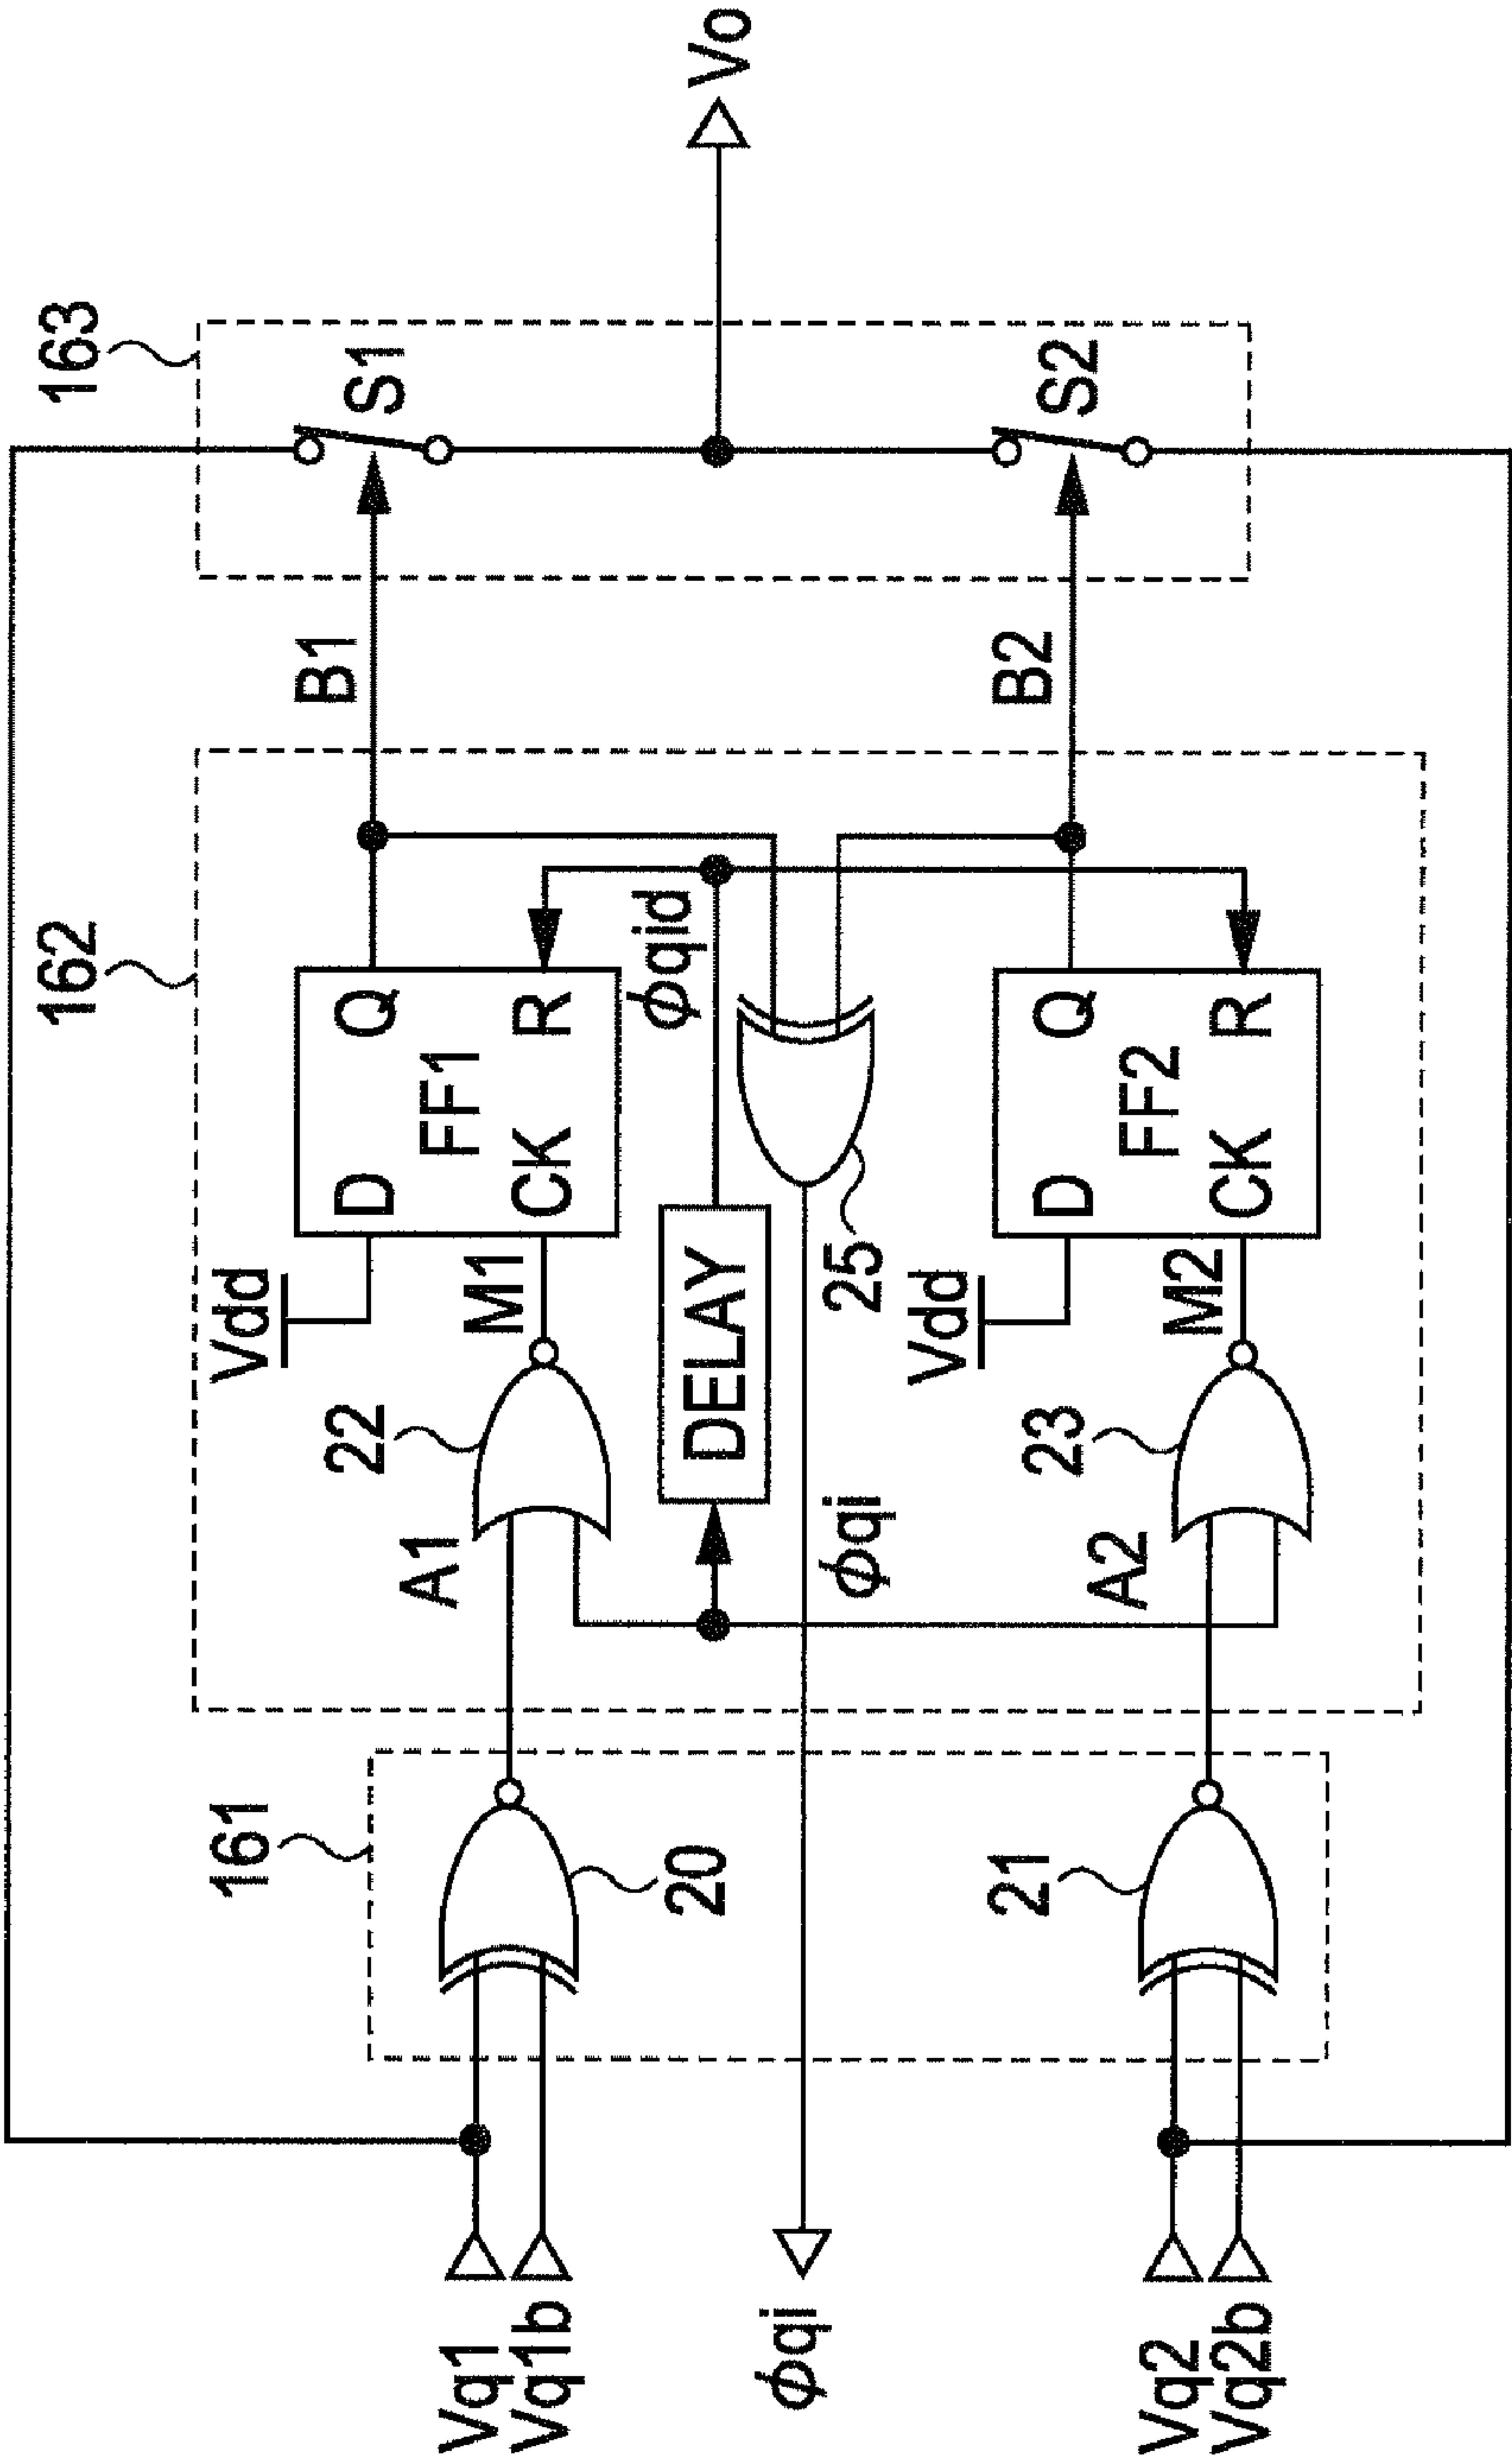 161
162
163
Vq1
Vq1b
20
A1
22
M1
Vdd
D
Q
FF1
CK
R
B1
S1
Vo
ϕqi
ϕqi
DELAY
ϕqid
25
Vq2
Vq2b
21
A2
23
M2
Vdd
D
Q
FF2
CK
R
B2
S2